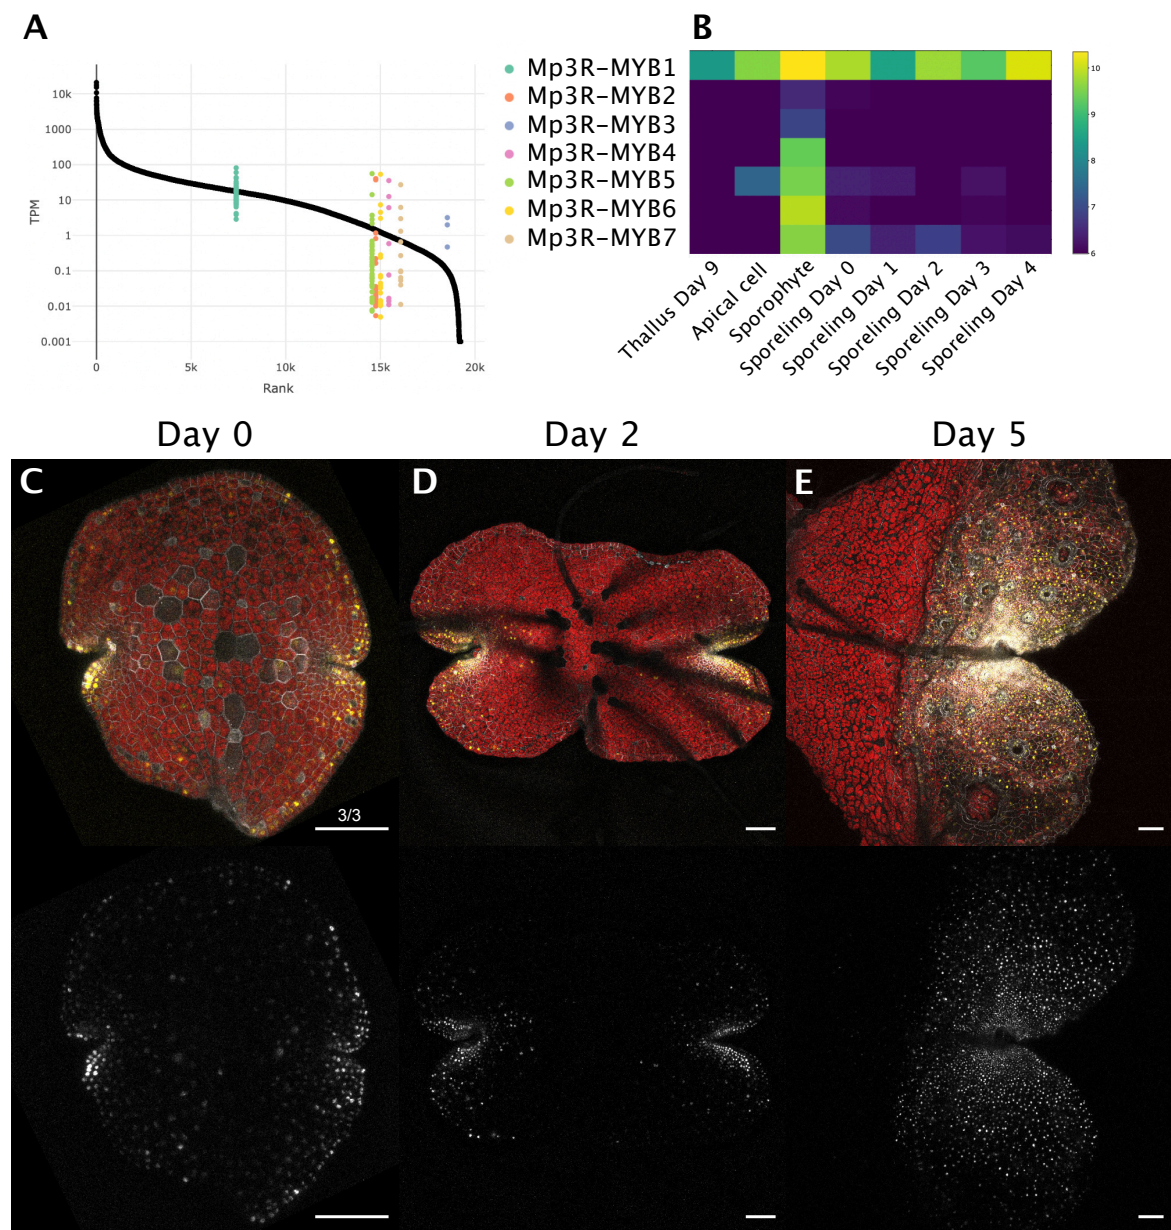 A
B
TPM
10k
1000
100
10
1
0.1
0.01
0.001
0
5k
10k
15k
20k
Rank
Mp3R-MYB1
Mp3R-MYB2
Mp3R-MYB3
Mp3R-MYB4
Mp3R-MYB5
Mp3R-MYB6
Mp3R-MYB7
10
9
8
7
6
Thallus Day 9
Apical cell
Sporophyte
Sporeling Day 0
Sporeling Day 1
Sporeling Day 2
Sporeling Day 3
Sporeling Day 4
Day 0
Day 2
Day 5
C
D
E
3/3